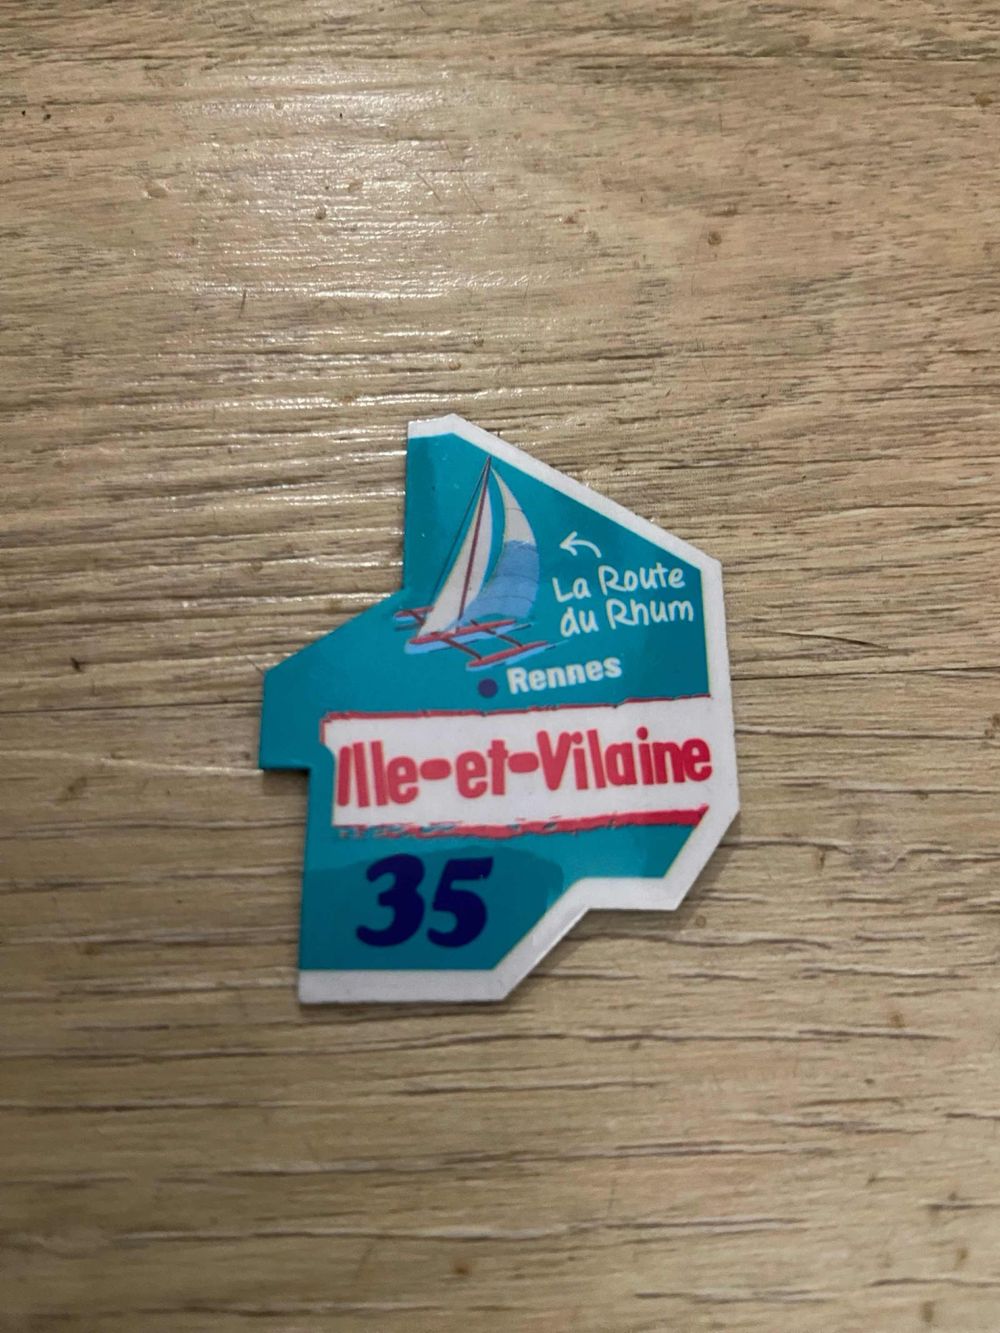 La Route
du Rhum
Rennes
Ille-et-Vilaine
35